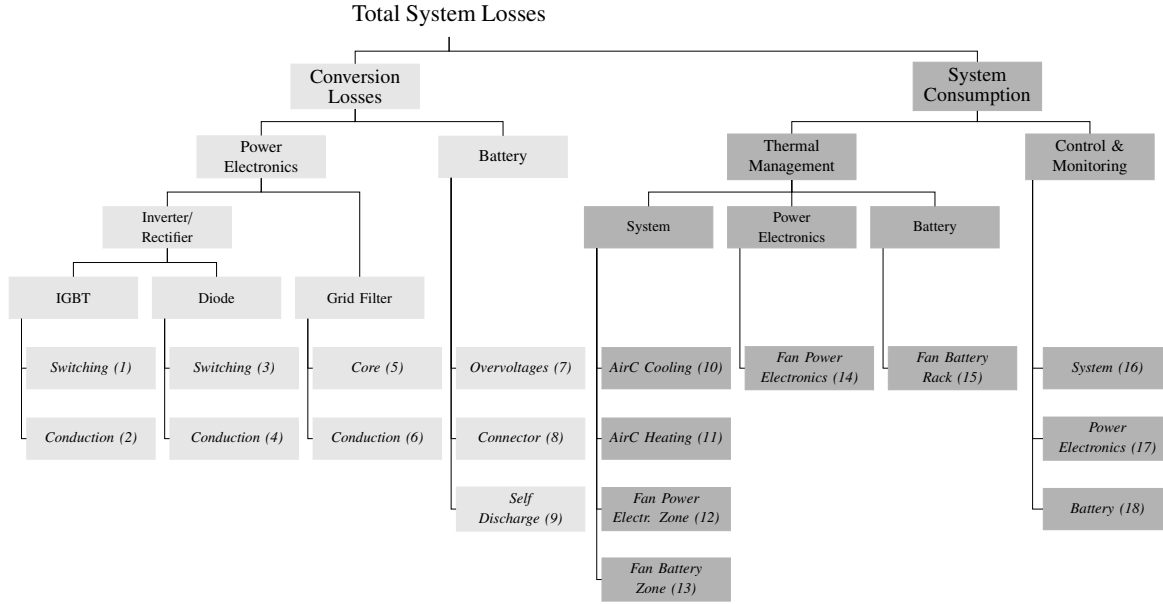 Total System Losses
Conversion
Losses
System
Consumption
Power
Electronics
Battery
Thermal
Management
Control &
Monitoring
Inverter/
Rectifier
System
Power
Electronics
Battery
IGBT
Diode
Grid Filter
Switching (1)
Switching (3)
Core (5)
Overvoltages (7)
AirC Cooling (10)
Fan Power
Electronics (14)
Fan Battery
Rack (15)
System (16)
Conduction (2)
Conduction (4)
Conduction (6)
Connector (8)
AirC Heating (11)
Power
Electronics (17)
Self
Discharge (9)
Fan Power
Electr. Zone (12)
Battery (18)
Fan Battery
Zone (13)